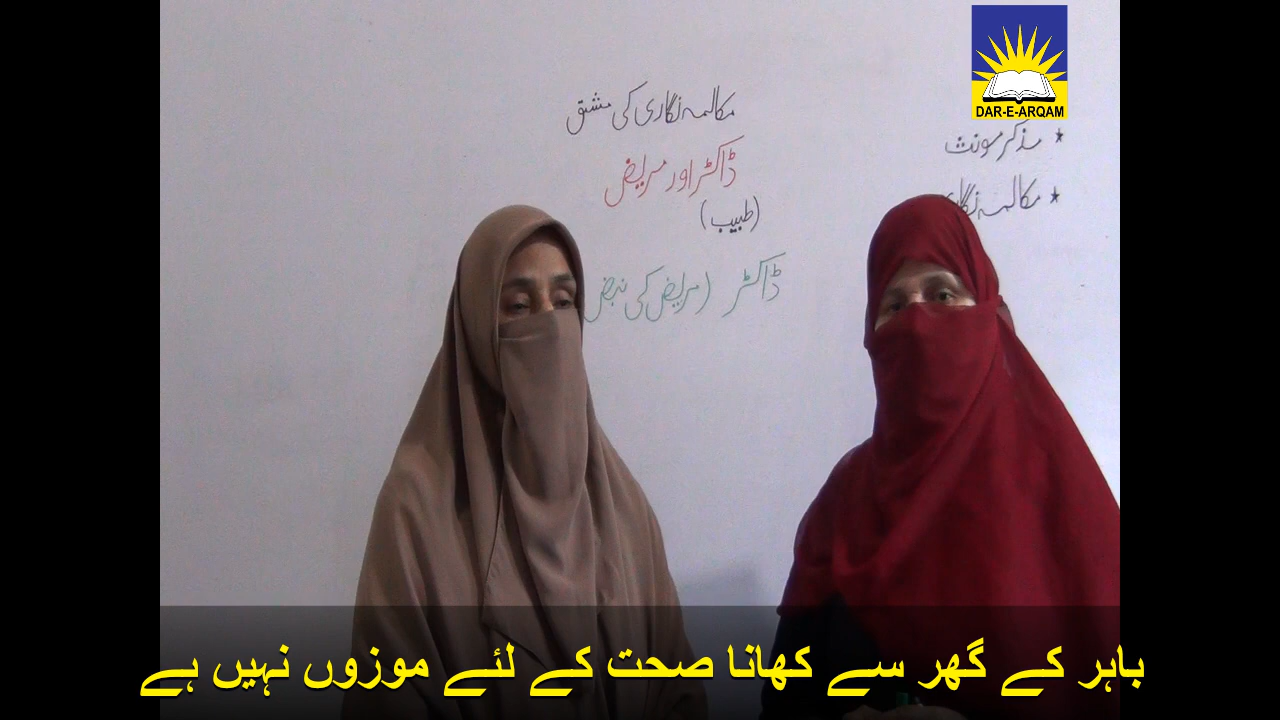 مکالمہ نگاری کی مشق
ڈاکٹر اور مریض
(طبیب)
ڈاکٹر (مریض کی نبض
DAR-E-ARQAM
* مذکر مونث
* مکالمہ نگاری
باہر کے گھر سے کھانا صحت کے لئے موزوں نہیں ہے